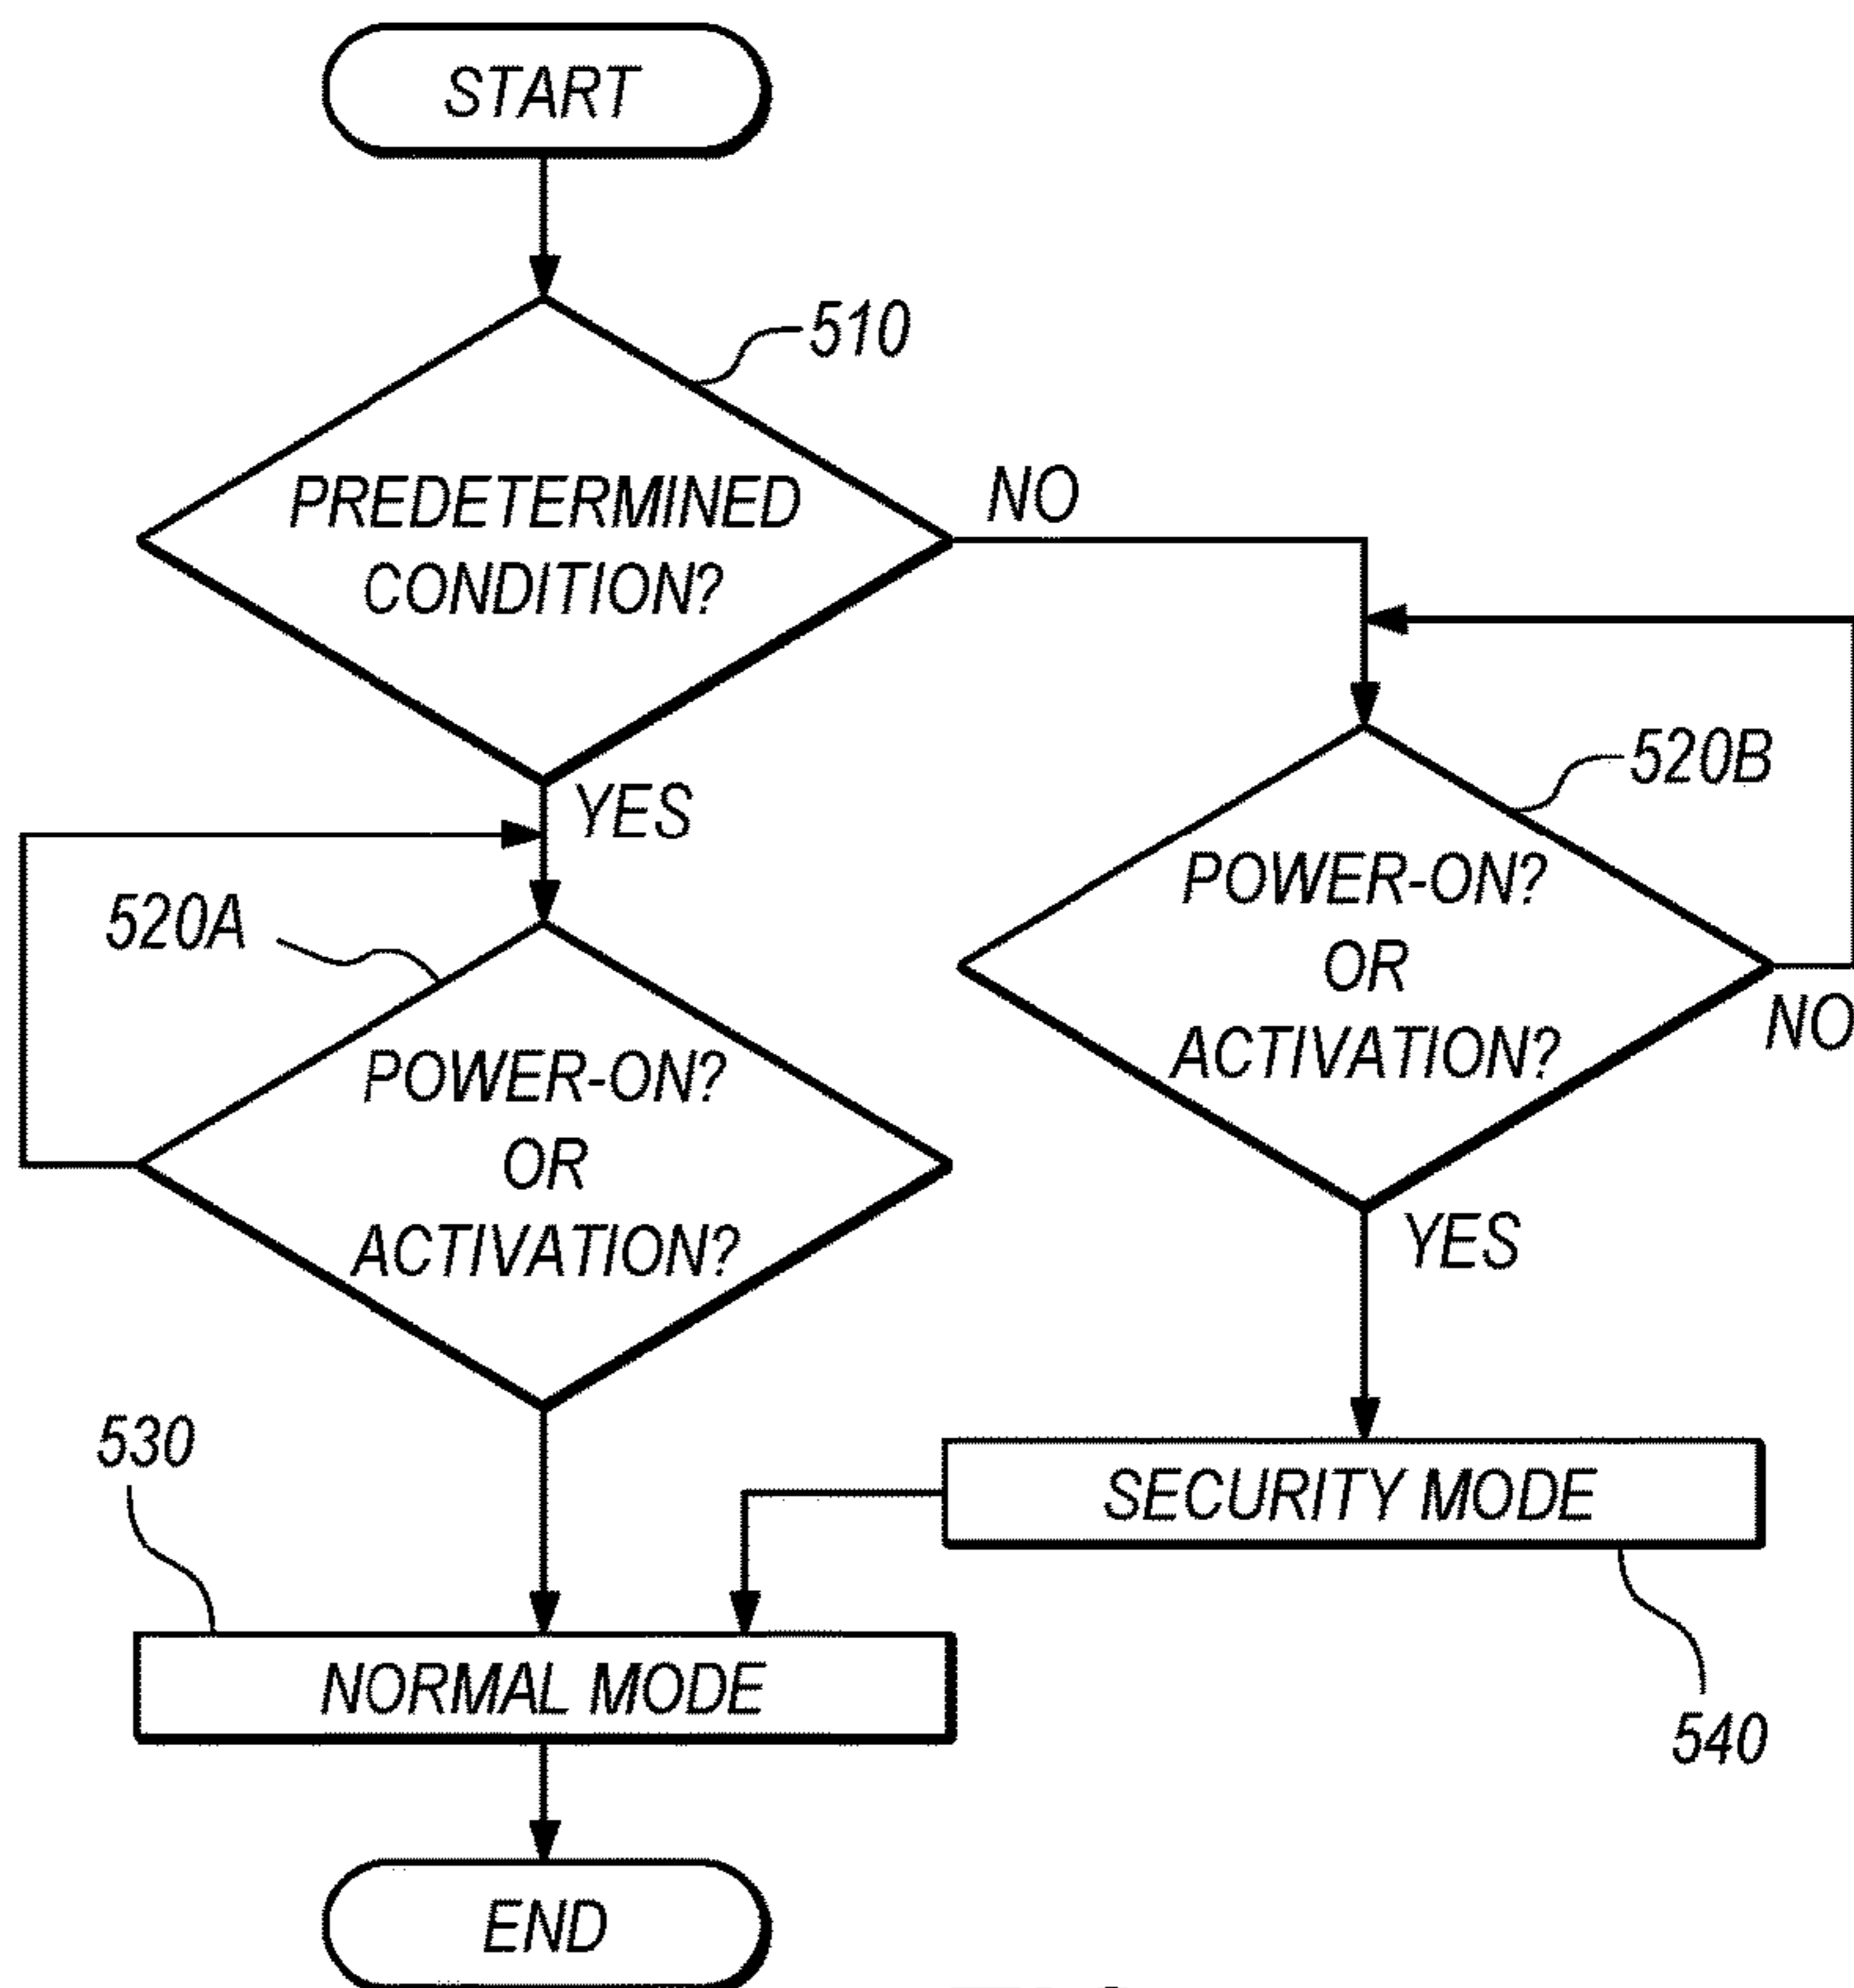 START
510
PREDETERMINED
CONDITION?
NO
YES
520B
POWER-ON?
OR
ACTIVATION?
NO
YES
520A
POWER-ON?
OR
ACTIVATION?
530
SECURITY MODE
540
NORMAL MODE
END